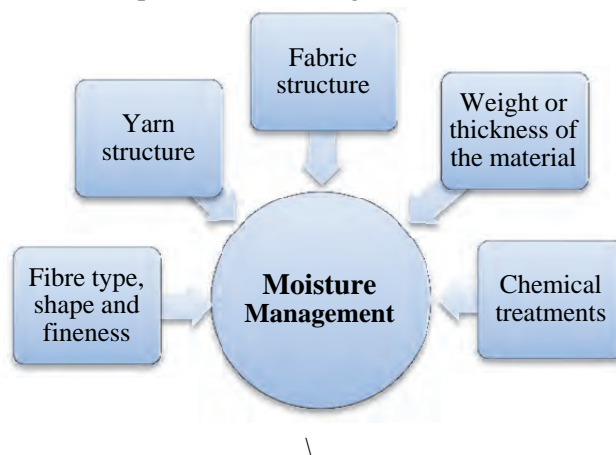 Fabric
structure
Yarn
structure
Weight or
thickness of
the material
Fibre type,
shape and
fineness
Moisture
Management
Chemical
treatments
\